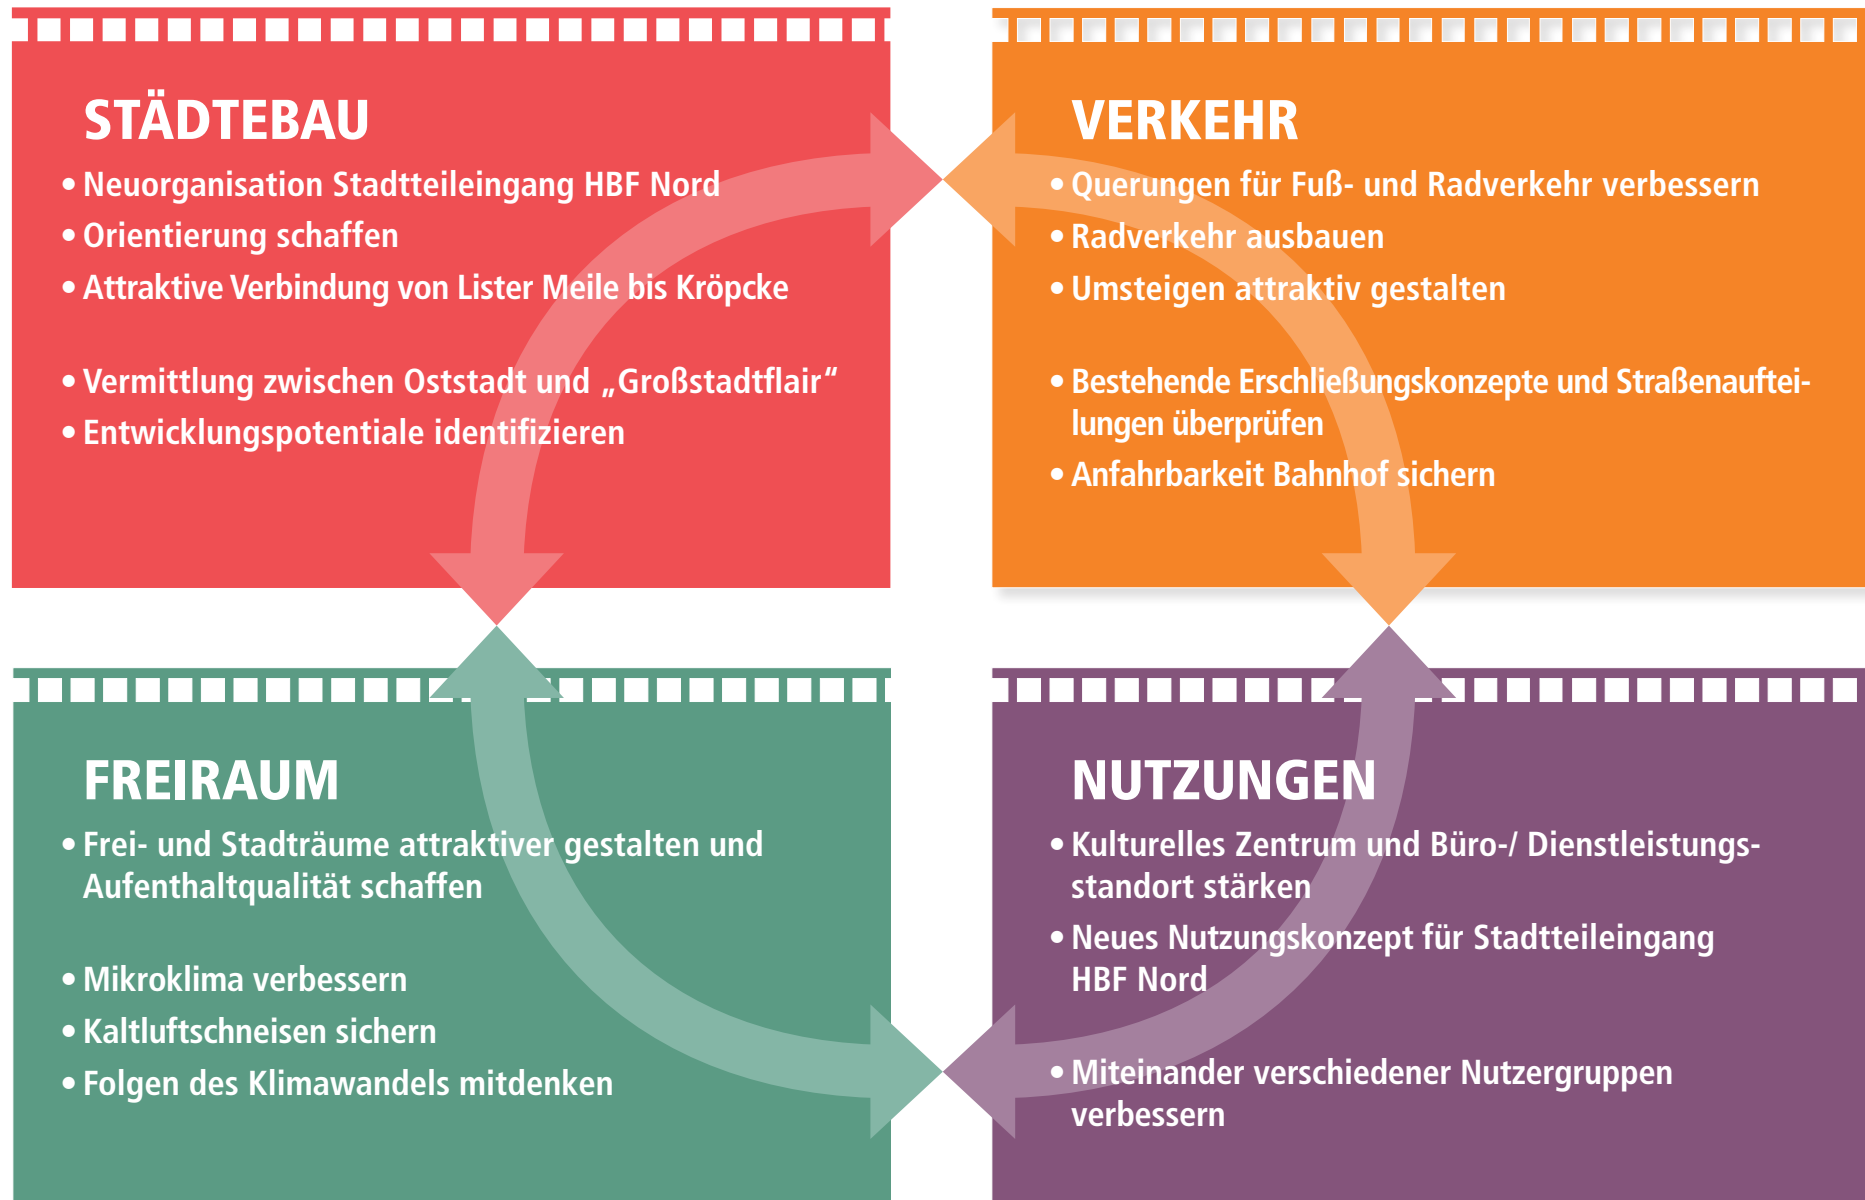 STÄDTEBAU
• Neuorganisation Stadtteileingang HBF Nord
• Orientierung schaffen
• Attraktive Verbindung von Lister Meile bis Kröpcke
• Vermittlung zwischen Oststadt und „Großstadtflair“
• Entwicklungspotentiale identifizieren
VERKEHR
• Querungen für Fuß- und Radverkehr verbessern
• Radverkehr ausbauen
• Umsteigen attraktiv gestalten
• Bestehende Erschließungskonzepte und Straßenauftei-
lungen überprüfen
• Anfahrbarkeit Bahnhof sichern
FREIRAUM
• Frei- und Stadträume attraktiver gestalten und
Aufenthaltqualität schaffen
• Mikroklima verbessern
• Kaltluftschneisen sichern
• Folgen des Klimawandels mitdenken
NUTZUNGEN
• Kulturelles Zentrum und Büro-/ Dienstleistungs-
standort stärken
• Neues Nutzungskonzept für Stadtteileingang
HBF Nord
• Miteinander verschiedener Nutzergruppen
verbessern